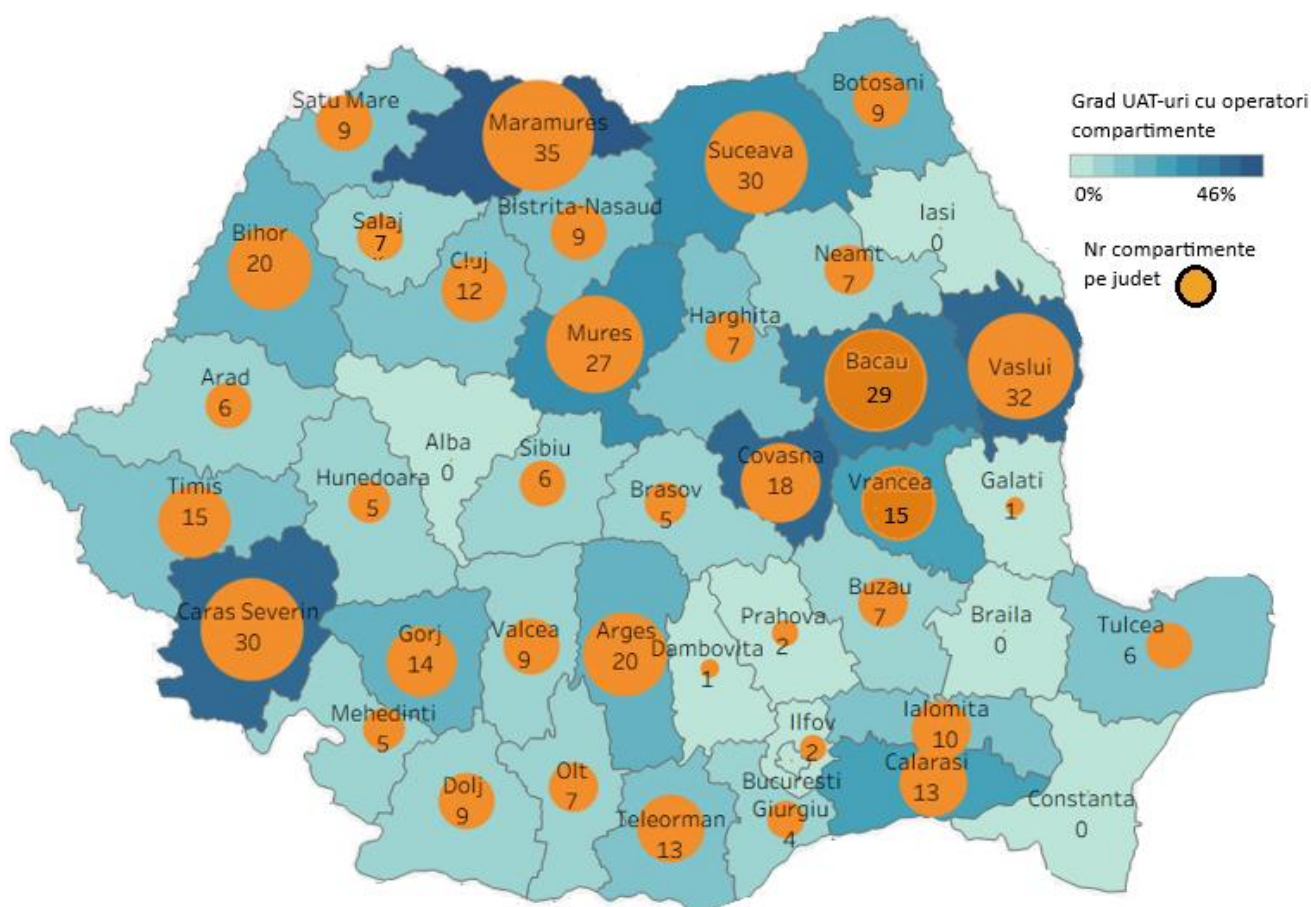 Grad UAT-uri cu operatori
compartimente
0%
46%
Nr compartimente
pe judet
Botosani
9
Satu Mare
9
Maramures
35
Suceava
30
Iasi
0
Bistrita-Nasaud
9
Salaj
7
Bihor
20
Cluj
12
Neamt
7
Harghita
7
Mures
27
Bacau
29
Vaslui
32
Arad
6
Alba
0
Sibiu
6
Hunedoara
5
Brasov
5
Covasna
18
Vrancea
15
Galati
1
Timis
15
Caras Severin
30
Gorj
14
Valcea
9
Arges
20
Dambovita
1
Prahova
2
Buzau
7
Braila
0
Tulcea
6
Mehedinti
5
Ilfov
2
Ialomita
10
Dolj
9
Olt
7
Teleorman
13
Bucuresti
Giurgiu
4
Calarasi
13
Constanta
0